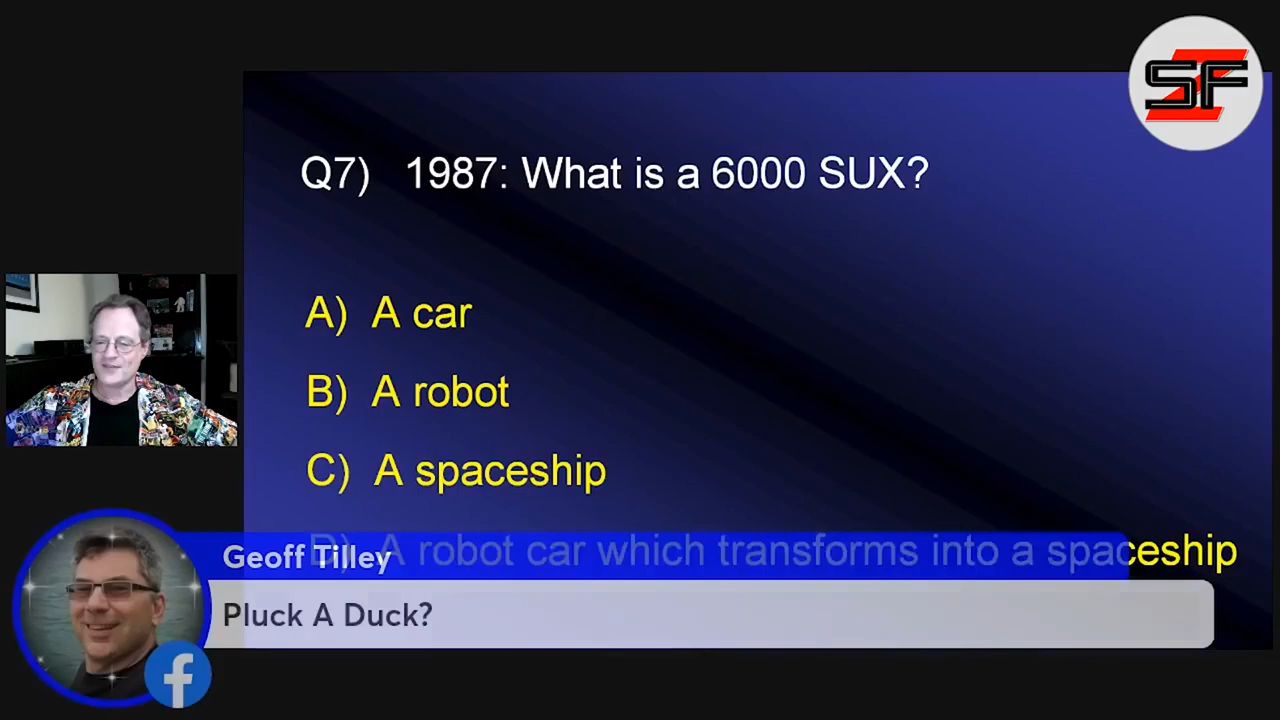 SF
Q7) 1987: What is a 6000 SUX?
A) A car
B) A robot
C) A spaceship
D) A robot car which transforms into a spaceship
Geoff Tilley
Pluck A Duck?